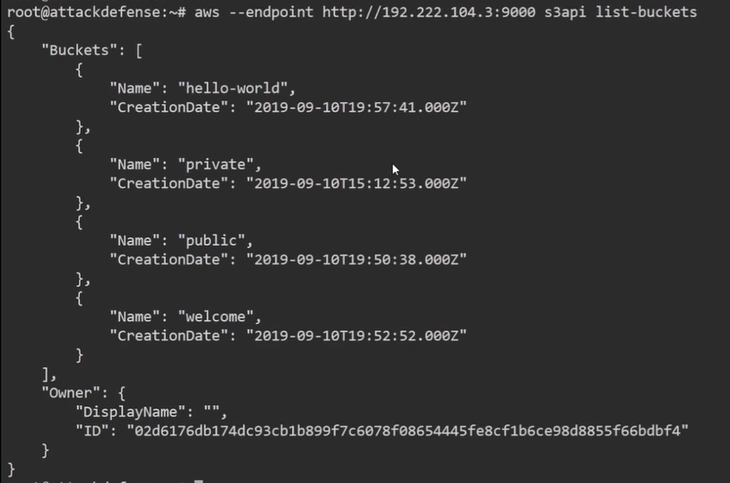 root@attackdefense:~# aws --endpoint http://192.222.104.3:9000 s3api list-buckets
{
    "Buckets": [
        {
            "Name": "hello-world",
            "CreationDate": "2019-09-10T19:57:41.000Z"
        },
        {
            "Name": "private",
            "CreationDate": "2019-09-10T15:12:53.000Z"
        },
        {
            "Name": "public",
            "CreationDate": "2019-09-10T19:50:38.000Z"
        },
        {
            "Name": "welcome",
            "CreationDate": "2019-09-10T19:52:52.000Z"
        }
    ],
    "Owner": {
        "DisplayName": "",
        "ID": "02d6176db174dc93cb1b899f7c6078f08654445fe8cf1b6ce98d8855f66bdbf4"
    }
}